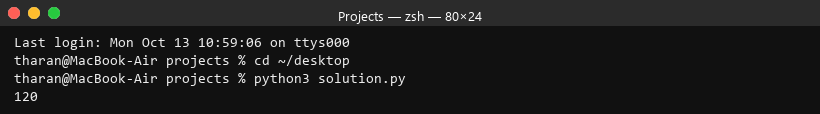 Projects — zsh — 80×24
Last login: Mon Oct 13 10:59:06 on ttys000
tharan@MacBook-Air projects % cd ~/desktop
tharan@MacBook-Air projects % python3 solution.py
120